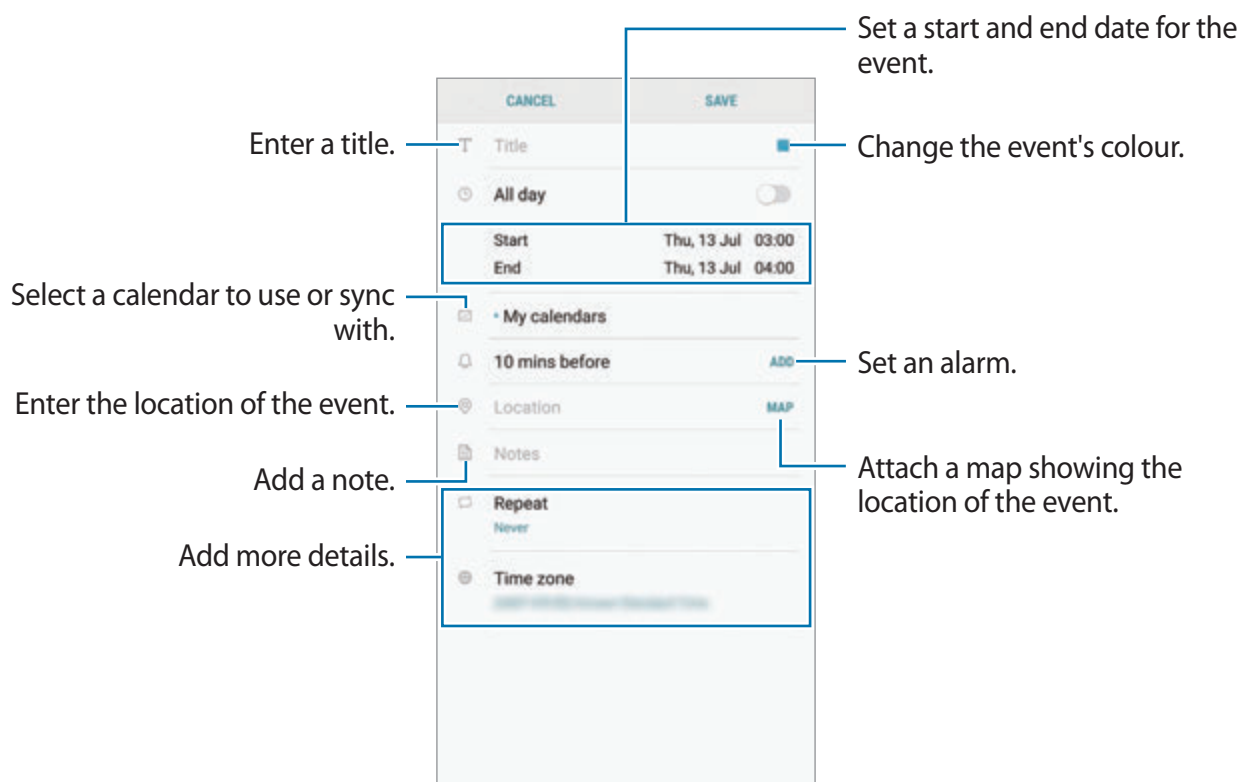 Set a start and end date for the
event.
CANCEL SAVE
Enter a title.
Title
Change the event's colour.
All day
Start Thu, 13 Jul 03:00
End Thu, 13 Jul 04:00
Select a calendar to use or sync
with.
My calendars
10 mins before ADD
Set an alarm.
Enter the location of the event.
Location MAP
Notes
Add a note.
Attach a map showing the
location of the event.
Repeat
Never
Add more details.
Time zone